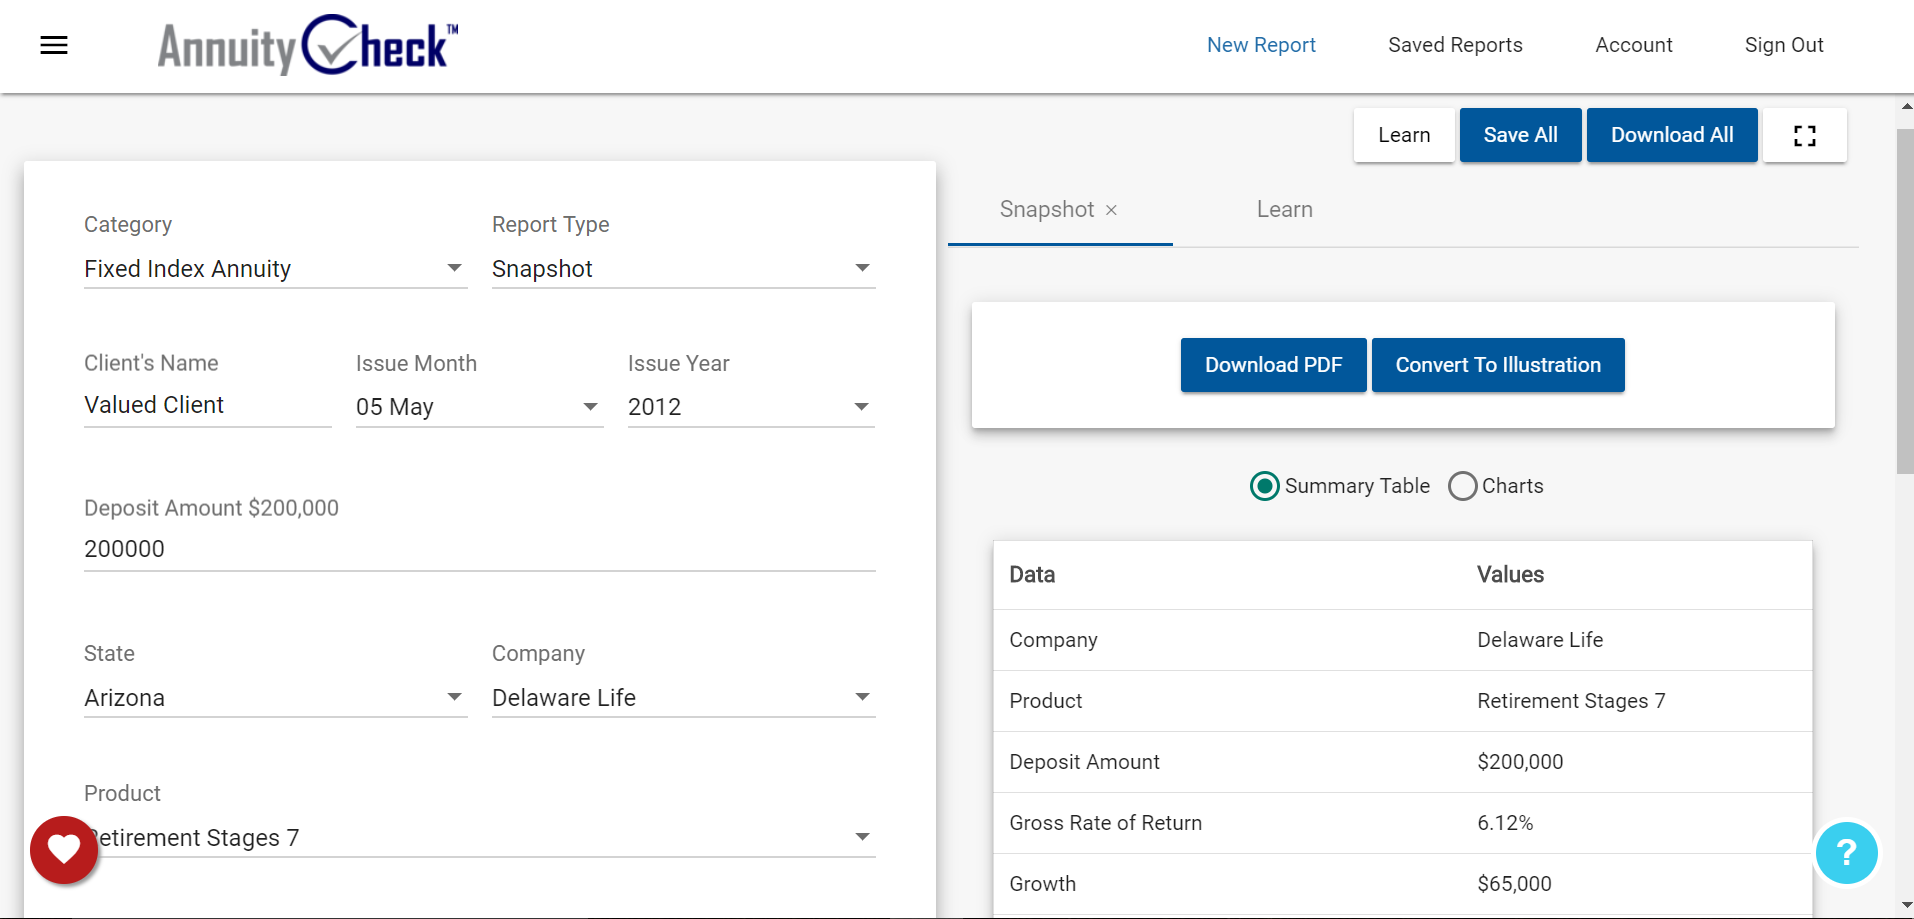 AnnuityCheck™
New Report
Saved Reports
Account
Sign Out
Learn
Save All
Download All
Category
Fixed Index Annuity
Report Type
Snapshot
Client's Name
Valued Client
Issue Month
05 May
Issue Year
2012
Deposit Amount $200,000
200000
State
Arizona
Company
Delaware Life
Product
etirement Stages 7
Snapshot ×
Learn
Download PDF
Convert To Illustration
Summary Table
Charts
Data Values
Company Delaware Life
Product Retirement Stages 7
Deposit Amount $200,000
Gross Rate of Return 6.12%
Growth $65,000
?